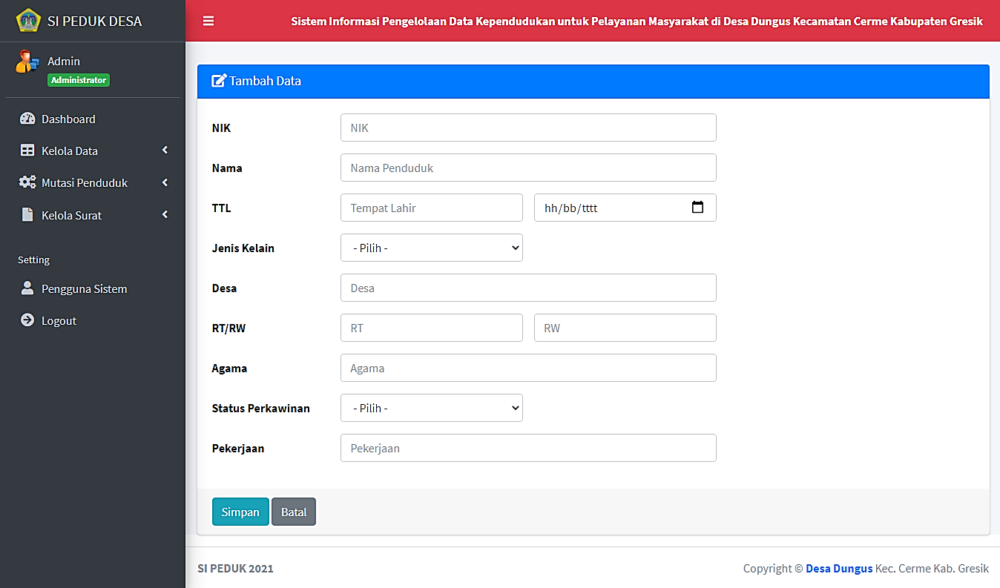 SI PEDUK DESA
Sistem Informasi Pengelolaan Data Kependudukan untuk Pelayanan Masyarakat di Desa Dungus Kecamatan Cerme Kabupaten Gresik
Admin
Administrator
Dashboard
Kelola Data
Mutasi Penduduk
Kelola Surat
Setting
Pengguna Sistem
Logout
Tambah Data
NIK NIK
Nama Nama Penduduk
TTL Tempat Lahir hh/bb/tttt
Jenis Kelain - Pilih -
Desa Desa
RT/RW RT RW
Agama Agama
Status Perkawinan - Pilih -
Pekerjaan Pekerjaan
Simpan Batal
SI PEDUK 2021 Copyright © Desa Dungus Kec. Cerme Kab. Gresik